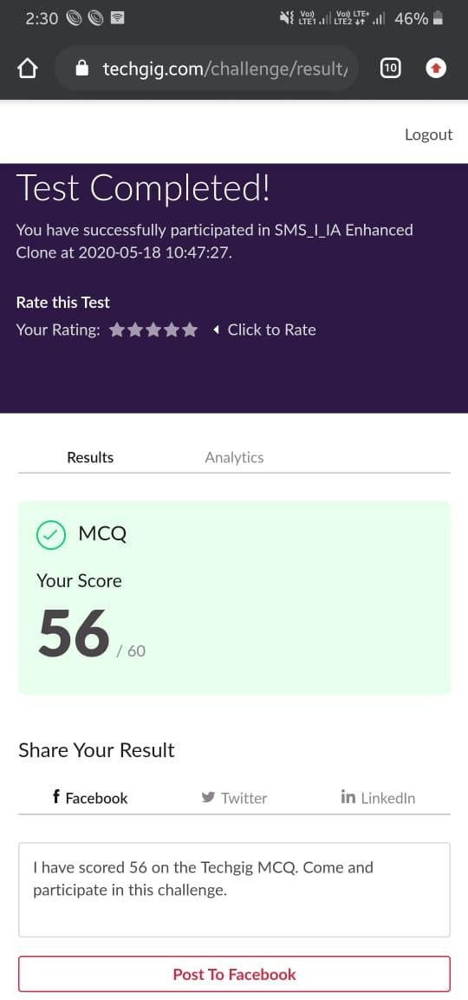 2:30 Vo) LTE1 Vo) LTE+ LTE2 46%
techgig.com/challenge/result/ 10
Logout
Test Completed!
You have successfully participated in SMS_I_IA Enhanced
Clone at 2020-05-18 10:47:27.
Rate this Test
Your Rating: Click to Rate
Results Analytics
MCQ
Your Score
56 / 60
Share Your Result
f Facebook Twitter in LinkedIn
I have scored 56 on the Techgig MCQ. Come and
participate in this challenge.
Post To Facebook